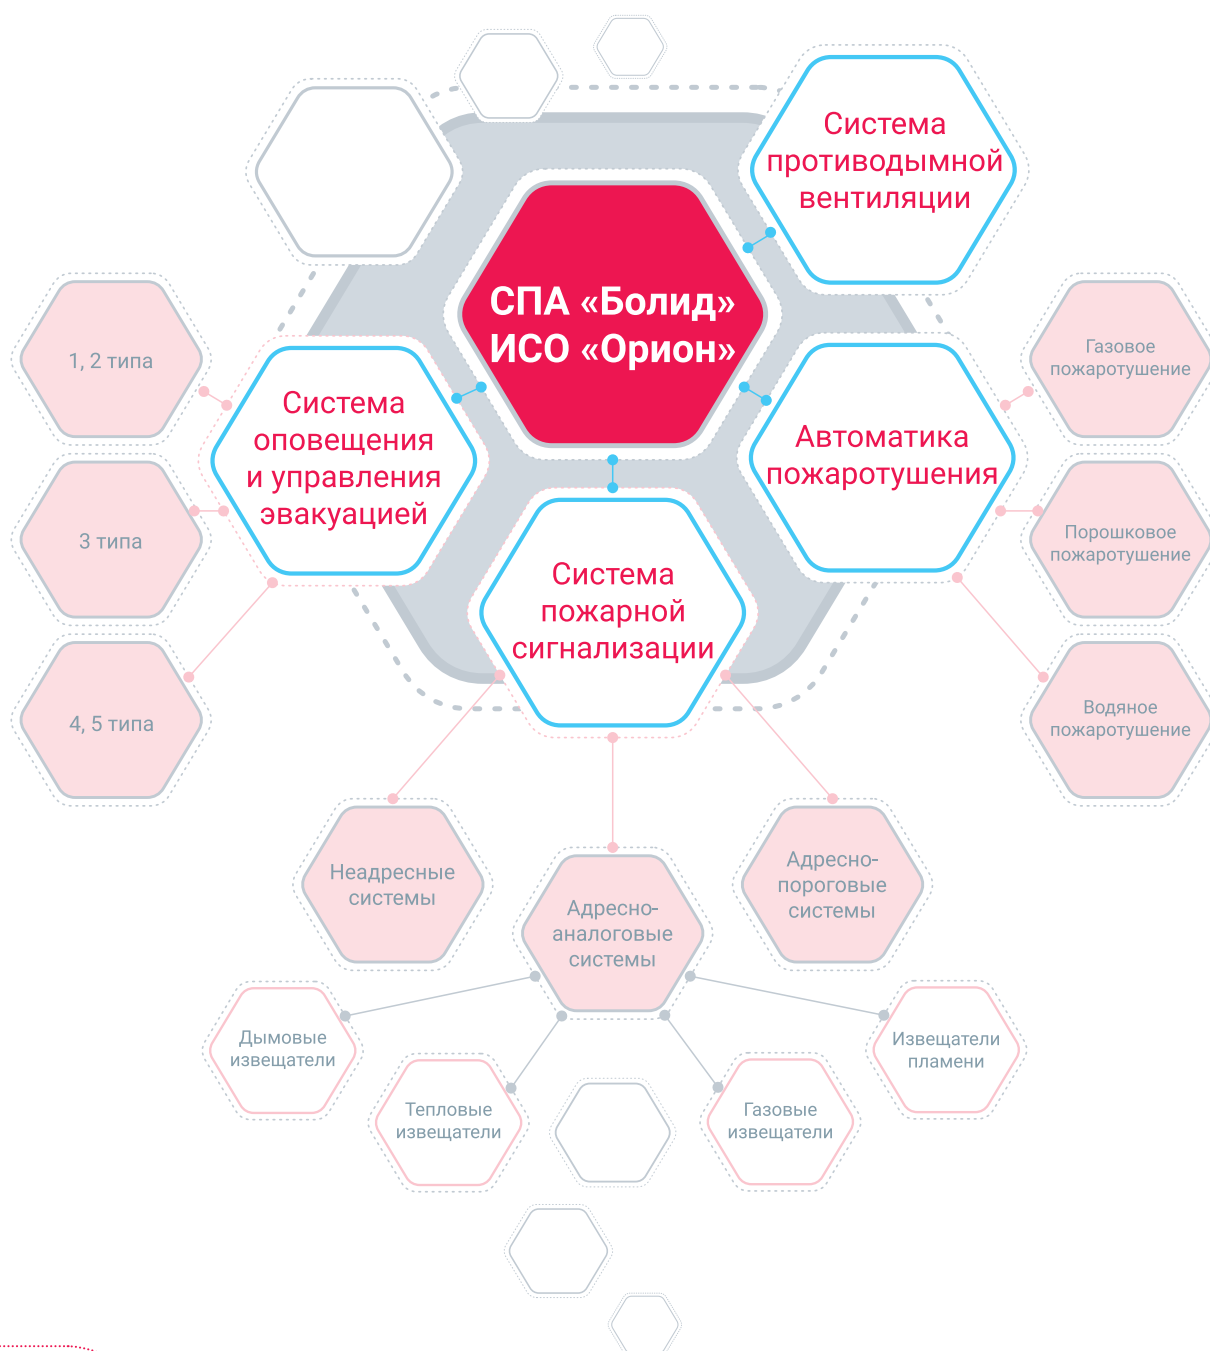 Система
противодымной
вентиляции
СПА «Болид»
ИСО «Орион»
1, 2 типа
Газовое
пожаротушение
Система
оповещения
и управления
эвакуацией
Автоматика
пожаротушения
3 типа
Порошковое
пожаротушение
Система
пожарной
сигнализации
4, 5 типа
Водяное
пожаротушение
Неадресные
системы
Адресно-
аналоговые
системы
Адресно-
пороговые
системы
Дымовые
извещатели
Тепловые
извещатели
Газовые
извещатели
Извещатели
пламени